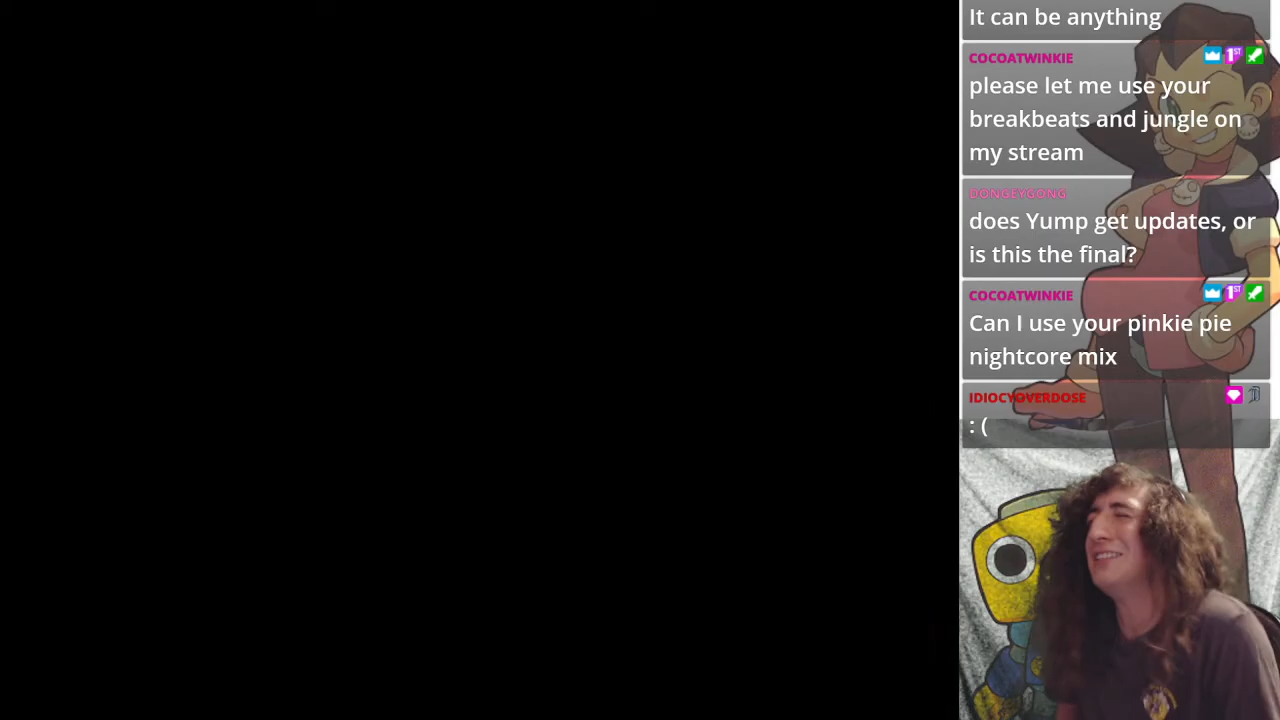 It can be anything
COCOATWINKIE
please let me use your
breakbeats and jungle on
my stream
DONGEYGONG
does Yump get updates, or
is this the final?
COCOATWINKIE
Can I use your pinkie pie
nightcore mix
IDIOCYOVERDOSE
: (